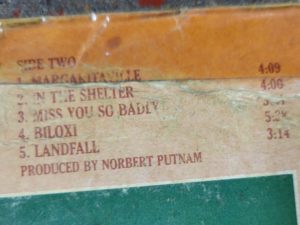 SIDE TWO
1. MARGARITAVILLE 4:09
2. IN THE SHELTER 4:06
3. MISS YOU SO BADLY
4. BILOXI
5. LANDFALL 3:14
PRODUCED BY NORBERT PUTNAM